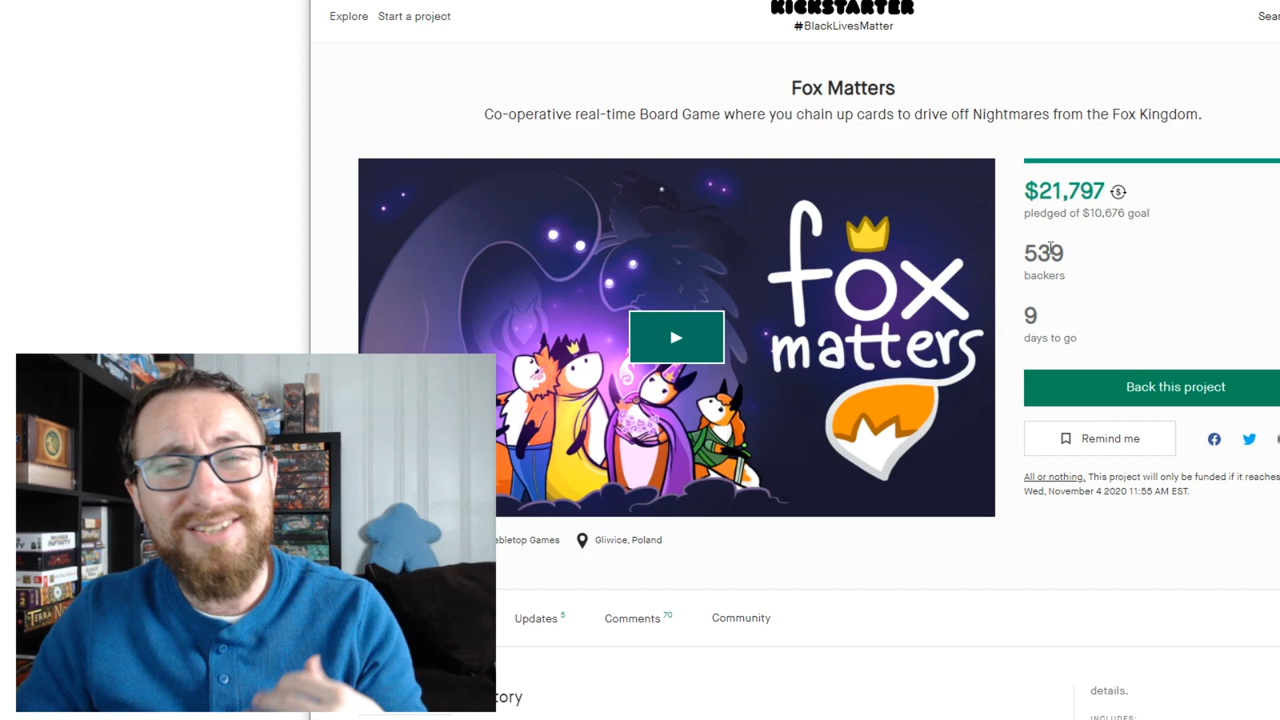 Explore Start a project
KICKSTARTER
#BlackLivesMatter
Fox Matters
Co-operative real-time Board Game where you chain up cards to drive off Nightmares from the Fox Kingdom.
fox
matters
$21,797
pledged of $10,676 goal
539
backers
9
days to go
Back this project
Remind me
All or nothing. This project will only be funded if it reaches
Wed, November 4 2020 11:55 AM EST.
Games
Gliwice, Poland
Updates 5
Comments 70
Community
details.
INCLUDES: